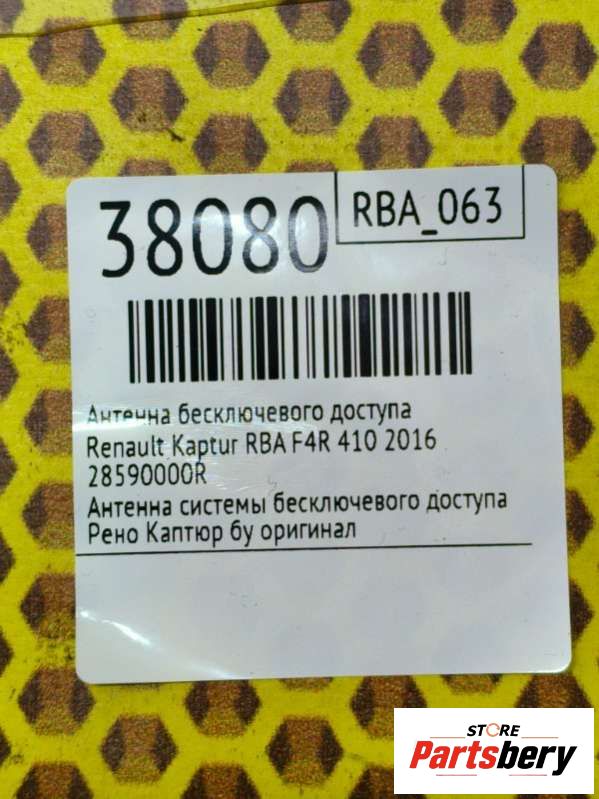 38080
RBA_063
Антенна бесключевого доступа
Renault Kaptur RBA F4R 410 2016
28590000R
Антенна системы бесключевого доступа
Рено Каптюр бу оригинал
STORE
Partsbery